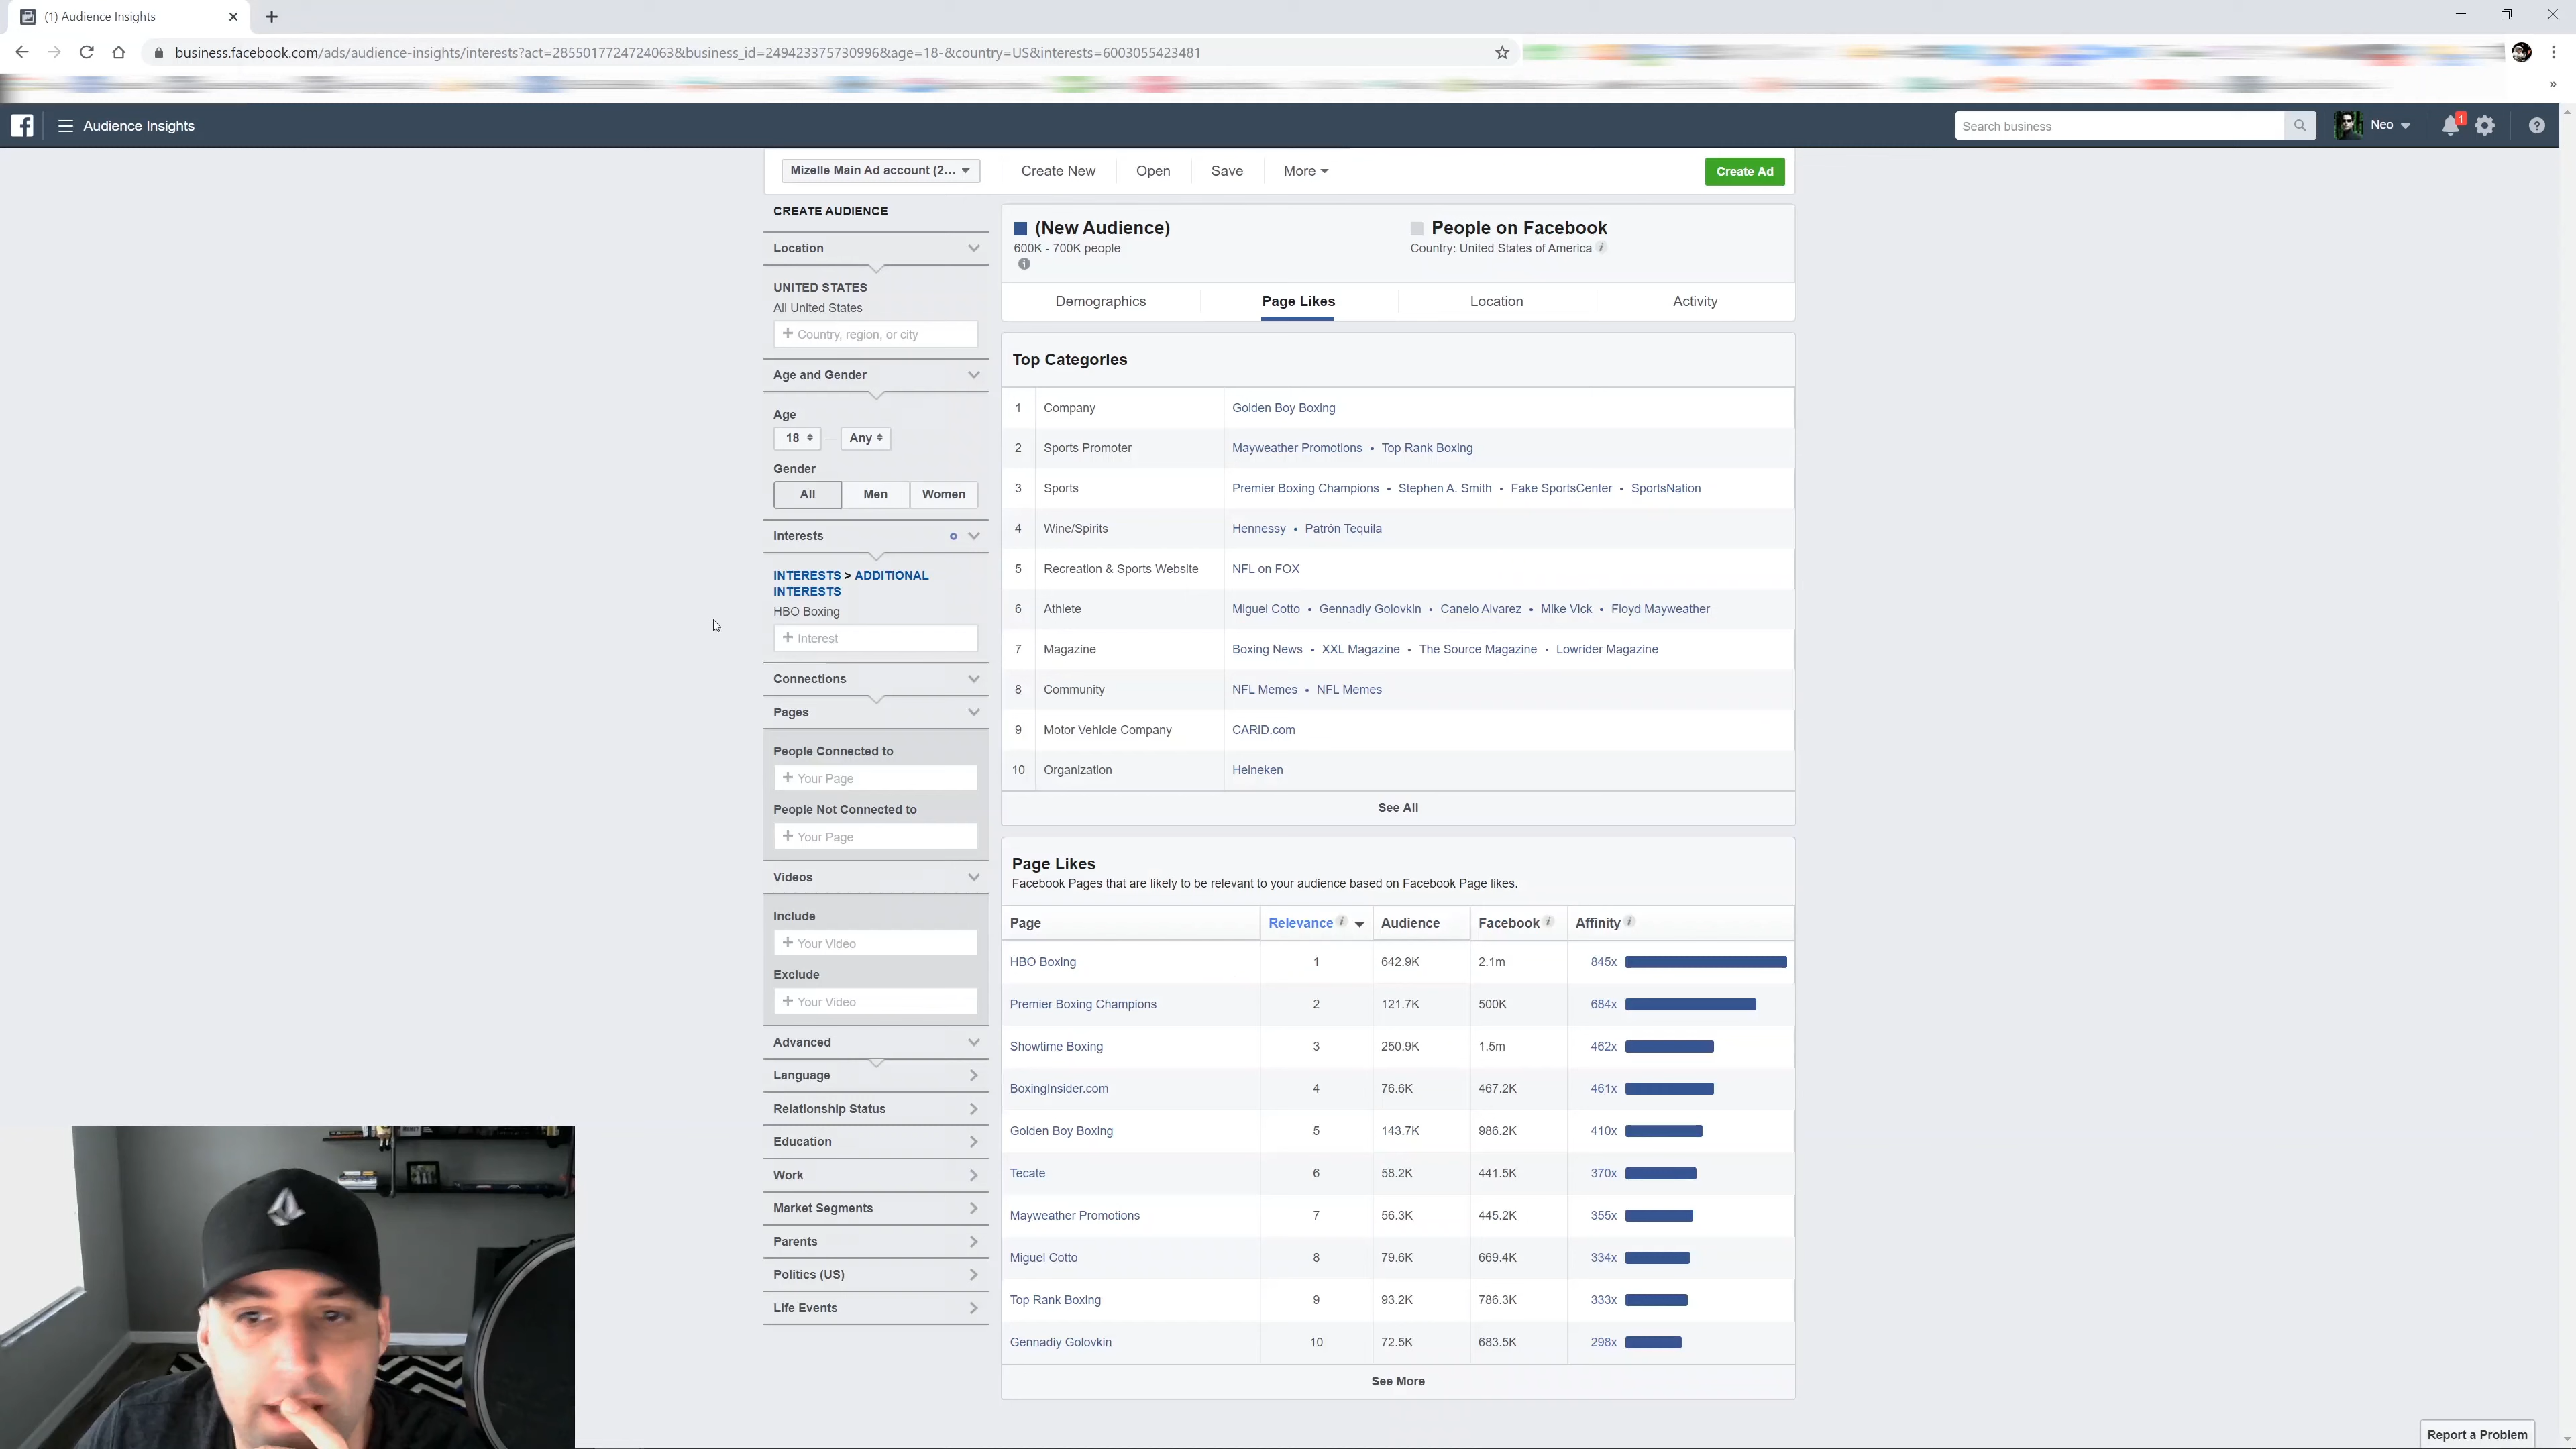 (1) Audience Insights
business.facebook.com/ads/audience-insights/interests?act=2855017724724063&business_id=249423375730996&age=18-&country=US&interests=6003055423481
Audience Insights
Search business
Neo
1
Mizelle Main Ad account (2...
Create New
Open
Save
More
Create Ad
CREATE AUDIENCE
Location
UNITED STATES
All United States
+ Country, region, or city
Age and Gender
Age
18 — Any
Gender
All Men Women
Interests
INTERESTS > ADDITIONAL
INTERESTS
HBO Boxing
+ Interest
Connections
Pages
People Connected to
+ Your Page
People Not Connected to
+ Your Page
Videos
Include
+ Your Video
Exclude
+ Your Video
Advanced
Language
Relationship Status
Education
Work
Market Segments
Parents
Politics (US)
Life Events
(New Audience)
600K - 700K people
People on Facebook
Country: United States of America
Demographics Page Likes Location Activity
Top Categories
1 Company Golden Boy Boxing
2 Sports Promoter Mayweather Promotions • Top Rank Boxing
3 Sports Premier Boxing Champions • Stephen A. Smith • Fake SportsCenter • SportsNation
4 Wine/Spirits Hennessy • Patrón Tequila
5 Recreation & Sports Website NFL on FOX
6 Athlete Miguel Cotto • Gennadiy Golovkin • Canelo Alvarez • Mike Vick • Floyd Mayweather
7 Magazine Boxing News • XXL Magazine • The Source Magazine • Lowrider Magazine
8 Community NFL Memes • NFL Memes
9 Motor Vehicle Company CARiD.com
10 Organization Heineken
See All
Page Likes
Facebook Pages that are likely to be relevant to your audience based on Facebook Page likes.
Page Relevance Audience Facebook Affinity
HBO Boxing 1 642.9K 2.1m 845x
Premier Boxing Champions 2 121.7K 500K 684x
Showtime Boxing 3 250.9K 1.5m 462x
BoxingInsider.com 4 76.6K 467.2K 461x
Golden Boy Boxing 5 143.7K 986.2K 410x
Tecate 6 58.2K 441.5K 370x
Mayweather Promotions 7 56.3K 445.2K 355x
Miguel Cotto 8 79.6K 669.4K 334x
Top Rank Boxing 9 93.2K 786.3K 333x
Gennadiy Golovkin 10 72.5K 683.5K 298x
See More
Report a Problem